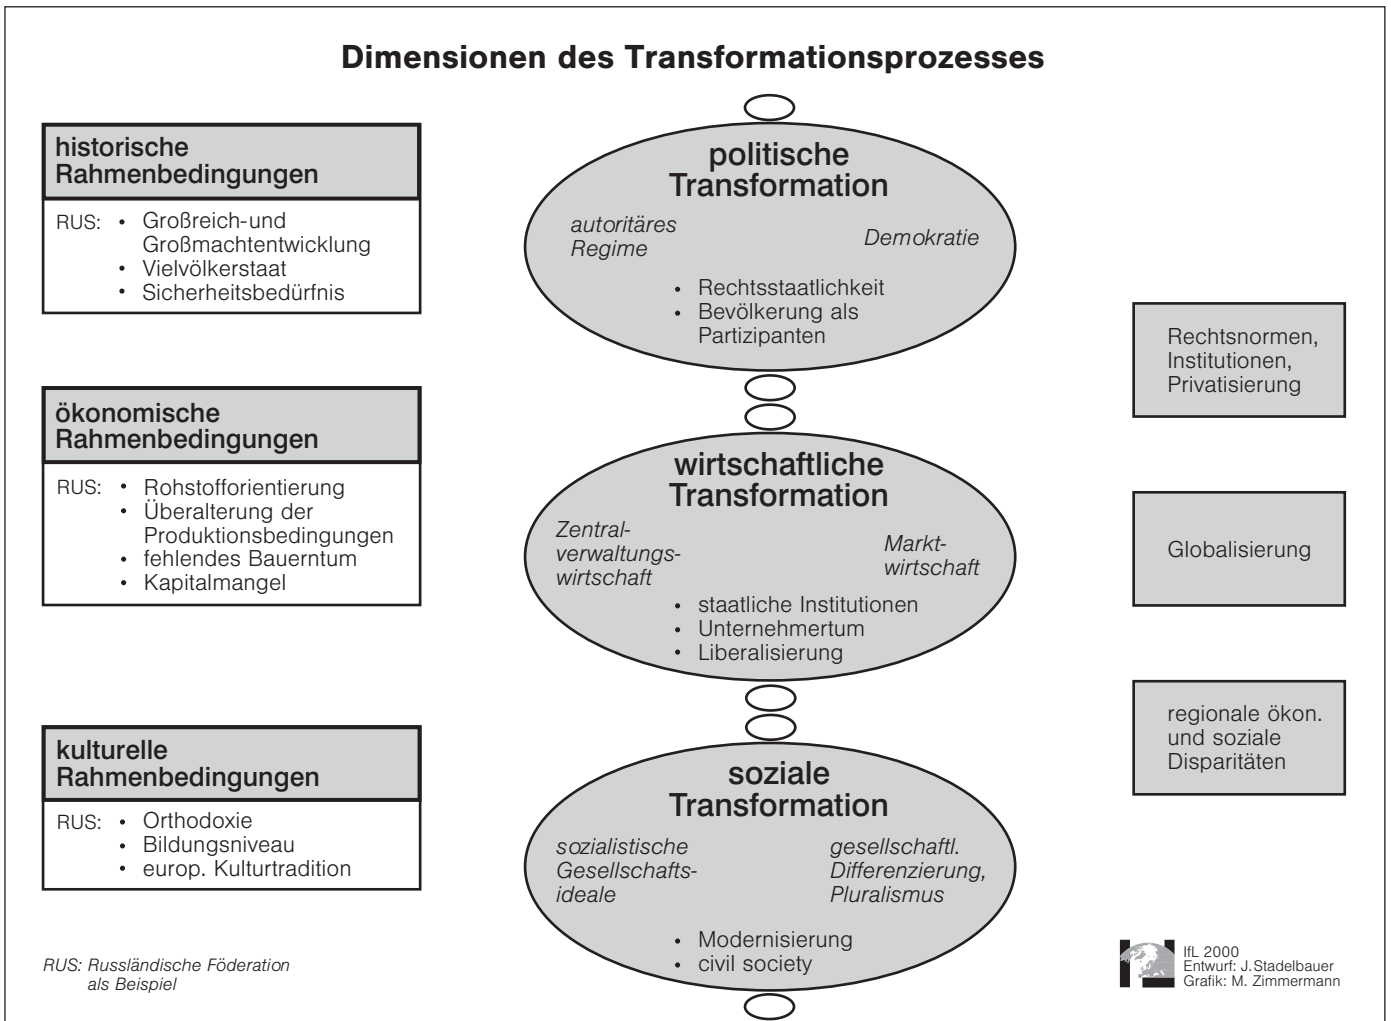 Dimensionen des Transformationsprozesses
historische
Rahmenbedingungen
RUS: • Großreich-und
Großmachtentwicklung
• Vielvölkerstaat
• Sicherheitsbedürfnis
ökonomische
Rahmenbedingungen
RUS: • Rohstofforientierung
• Überalterung der
Produktionsbedingungen
• fehlendes Bauerntum
• Kapitalmangel
kulturelle
Rahmenbedingungen
RUS: • Orthodoxie
• Bildungsniveau
• europ. Kulturtradition
RUS: Russländische Föderation
als Beispiel
politische
Transformation
autoritäres
Regime
Demokratie
• Rechtsstaatlichkeit
• Bevölkerung als
Partizipanten
wirtschaftliche
Transformation
Zentral-
verwaltungs-
wirtschaft
Markt-
wirtschaft
• staatliche Institutionen
• Unternehmertum
• Liberalisierung
soziale
Transformation
sozialistische
Gesellschafts-
ideale
gesellschaftl.
Differenzierung,
Pluralismus
• Modernisierung
• civil society
Rechtsnormen,
Institutionen,
Privatisierung
Globalisierung
regionale ökon.
und soziale
Disparitäten
IfL 2000
Entwurf: J.Stadelbauer
Grafik: M. Zimmermann